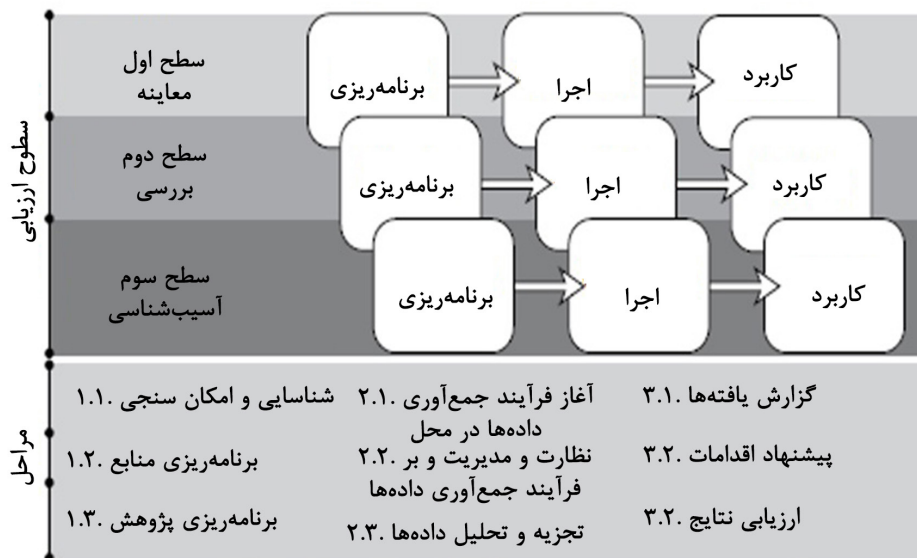 سطوح ارزیابی
سطح اول
معاینه
برنامه‌ریزی
اجرا
کاربرد
سطح دوم
بررسی
برنامه‌ریزی
اجرا
کاربرد
سطح سوم
آسیب‌شناسی
برنامه‌ریزی
اجرا
کاربرد
مراحل
۱.۱. شناسایی و امکان سنجی
۱.۲. برنامه‌ریزی منابع
۱.۳. برنامه‌ریزی پژوهش
۲.۱. آغاز فرآیند جمع‌آوری
داده‌ها در محل
۲.۲. نظارت و مدیریت و بر
فرآیند جمع‌آوری داده‌ها
۲.۳. تجزیه و تحلیل داده‌ها
۳.۱. گزارش یافته‌ها
۳.۲. پیشنهاد اقدامات
۳.۲. ارزیابی نتایج